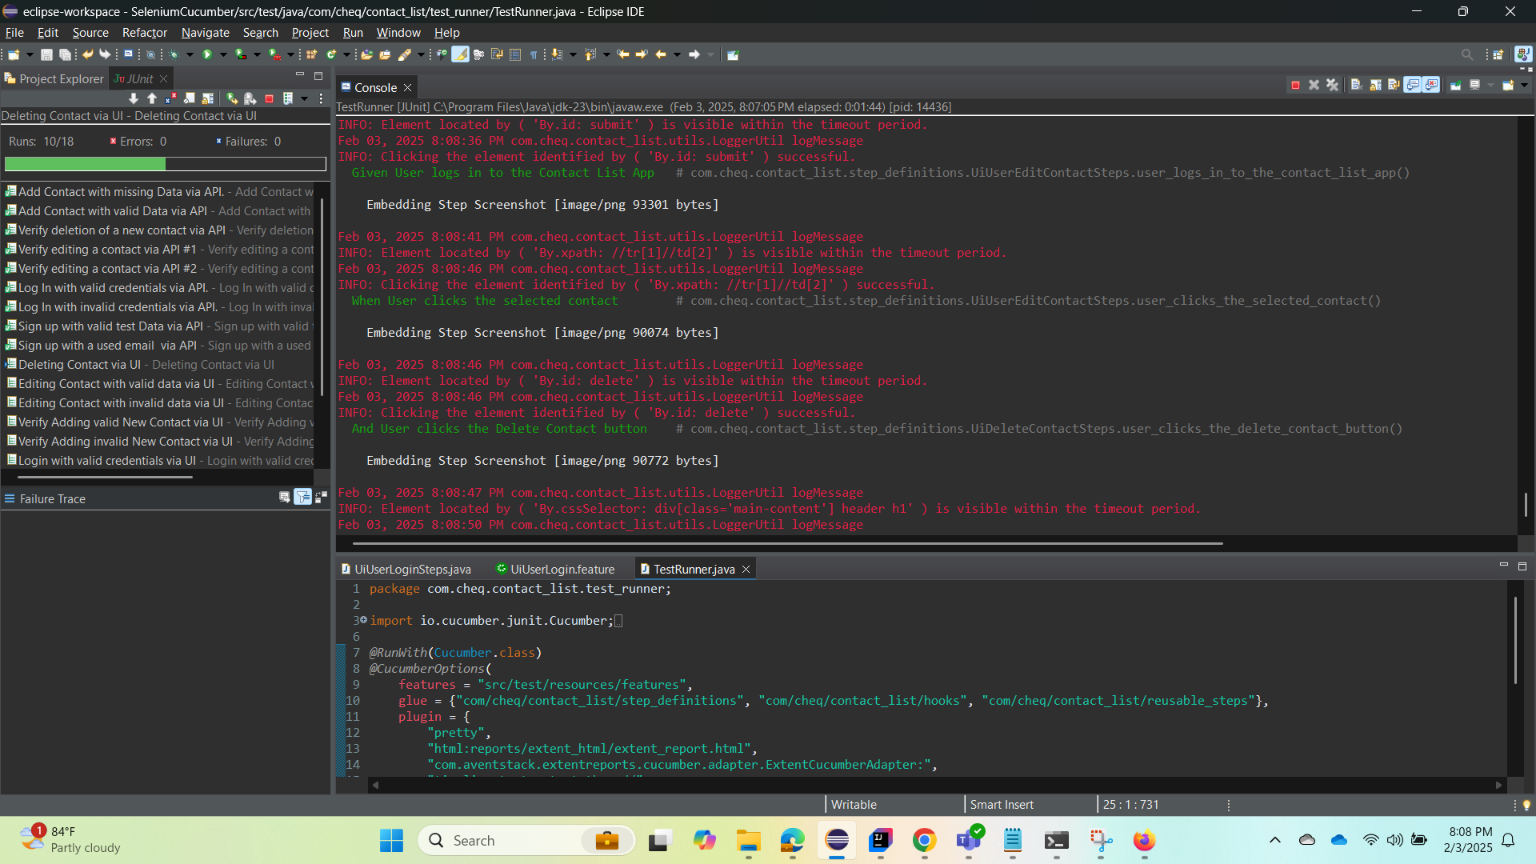 eclipse-workspace - SeleniumCucumber/src/test/java/com/cheq/contact_list/test_runner/TestRunner.java - Eclipse IDE
File Edit Source Refactor Navigate Search Project Run Window Help
Project Explorer JUnit
Deleting Contact via UI - Deleting Contact via UI
Runs: 10/18 Errors: 0 Failures: 0
Add Contact with missing Data via API. - Add Contact w
Add Contact with valid Data via API - Add Contact with
Verify deletion of a new contact via API - Verify deletion
Verify editing a contact via API #1 - Verify editing a cont
Verify editing a contact via API #2 - Verify editing a cont
Log In with valid credentials via API. - Log In with valid c
Log In with invalid credentials via API. - Log In with inva
Sign up with valid test Data via API - Sign up with valid
Sign up with a used email  via API - Sign up with a used
Deleting Contact via UI - Deleting Contact via UI
Editing Contact with valid data via UI - Editing Contact
Editing Contact with invalid data via UI - Editing Contac
Verify Adding valid New Contact via UI - Verify Adding
Verify Adding invalid New Contact via UI - Verify Adding
Login with valid credentials via UI - Login with valid cre
Failure Trace
Console
TestRunner [JUnit] C:\Program Files\Java\jdk-23\bin\javaw.exe (Feb 3, 2025, 8:07:05 PM elapsed: 0:01:44) [pid: 14436]
INFO: Element located by ( 'By.id: submit' ) is visible within the timeout period.
Feb 03, 2025 8:08:36 PM com.cheq.contact_list.utils.LoggerUtil logMessage
INFO: Clicking the element identified by ( 'By.id: submit' ) successful.
Given User logs in to the Contact List App # com.cheq.contact_list.step_definitions.UiUserEditContactSteps.user_logs_in_to_the_contact_list_app()
Embedding Step Screenshot [image/png 93301 bytes]
Feb 03, 2025 8:08:41 PM com.cheq.contact_list.utils.LoggerUtil logMessage
INFO: Element located by ( 'By.xpath: //tr[1]//td[2]' ) is visible within the timeout period.
Feb 03, 2025 8:08:46 PM com.cheq.contact_list.utils.LoggerUtil logMessage
INFO: Clicking the element identified by ( 'By.xpath: //tr[1]//td[2]' ) successful.
When User clicks the selected contact # com.cheq.contact_list.step_definitions.UiUserEditContactSteps.user_clicks_the_selected_contact()
Embedding Step Screenshot [image/png 90074 bytes]
Feb 03, 2025 8:08:46 PM com.cheq.contact_list.utils.LoggerUtil logMessage
INFO: Element located by ( 'By.id: delete' ) is visible within the timeout period.
Feb 03, 2025 8:08:46 PM com.cheq.contact_list.utils.LoggerUtil logMessage
INFO: Clicking the element identified by ( 'By.id: delete' ) successful.
And User clicks the Delete Contact button # com.cheq.contact_list.step_definitions.UiDeleteContactSteps.user_clicks_the_delete_contact_button()
Embedding Step Screenshot [image/png 90772 bytes]
Feb 03, 2025 8:08:47 PM com.cheq.contact_list.utils.LoggerUtil logMessage
INFO: Element located by ( 'By.cssSelector: div[class='main-content'] header h1' ) is visible within the timeout period.
Feb 03, 2025 8:08:50 PM com.cheq.contact_list.utils.LoggerUtil logMessage
UiUserLoginSteps.java UiUserLogin.feature TestRunner.java
1 package com.cheq.contact_list.test_runner;
2
3 import io.cucumber.junit.Cucumber;
6
7 @RunWith(Cucumber.class)
8 @CucumberOptions(
9 features = "src/test/resources/features",
10 glue = {"com/cheq/contact_list/step_definitions", "com/cheq/contact_list/hooks", "com/cheq/contact_list/reusable_steps"},
11 plugin = {
12 "pretty",
13 "html:reports/extent_html/extent_report.html",
14 "com.aventstack.extentreports.cucumber.adapter.ExtentCucumberAdapter:",
Writable Smart Insert 25 : 1 : 731
1
84°F
Partly cloudy
Search
8:08 PM
2/3/2025